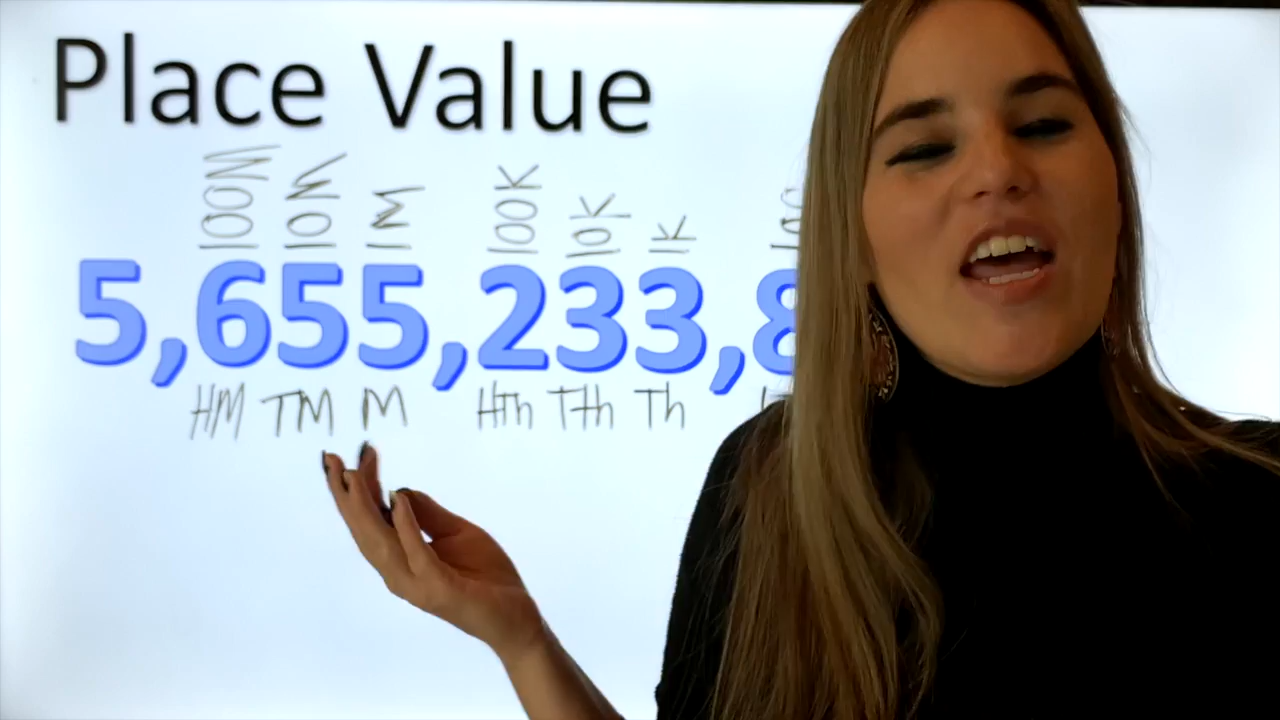 Place Value
100M 10M 1M 100K 10K 1K
5,655,233,8
HM TM M HTh TTh Th